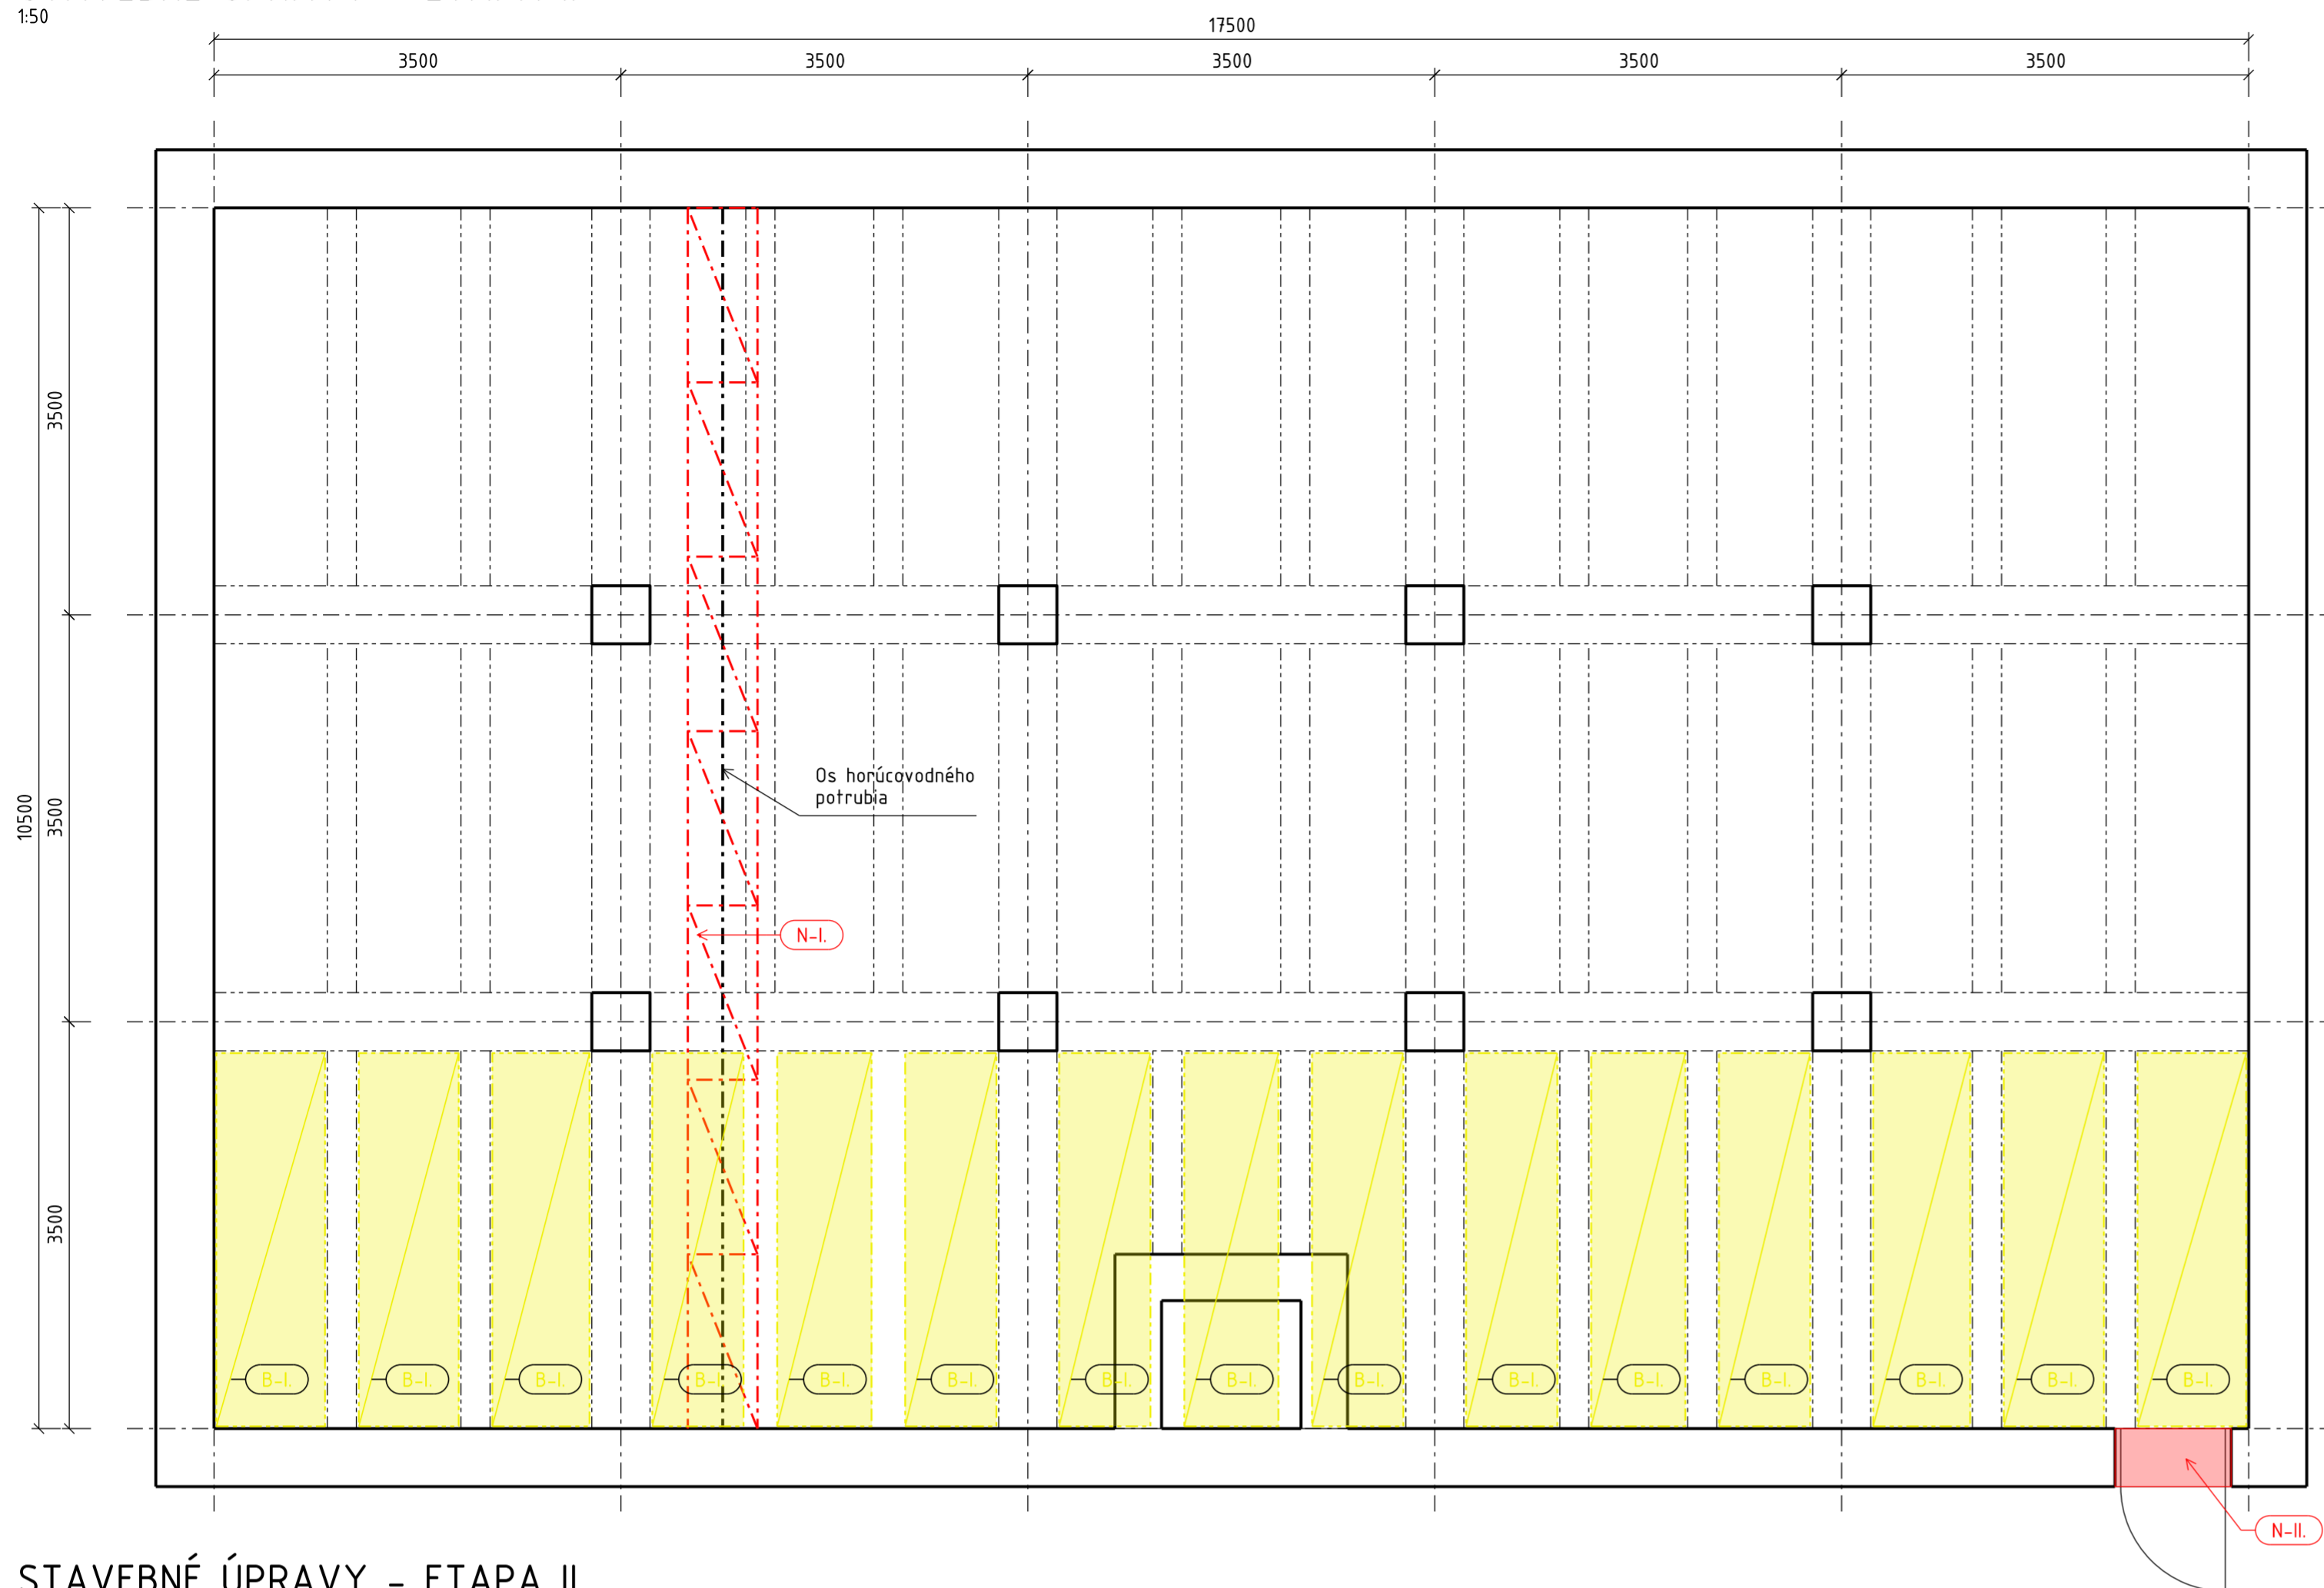 1:50
17500
3500 3500 3500 3500 3500
3500
Os horúcovodného
potrubia
10500
3500
N-I.
3500
B-I. B-I. B-I. B-I. B-I. B-I. B-I. B-I. B-I. B-I. B-I. B-I. B-I. B-I. B-I.
N-II.
STAVEBNÉ ÚPRAVY - ETAPA II